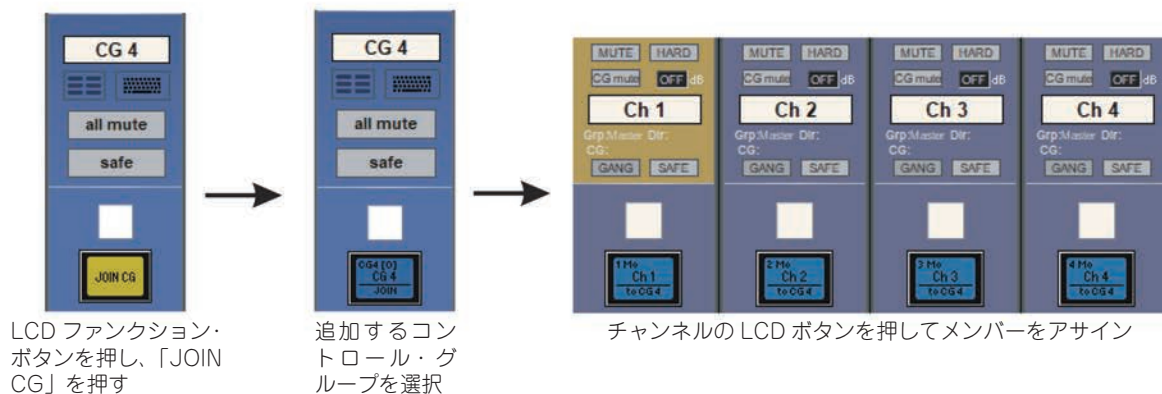 CG 4
all mute
safe
JOIN CG
LCD ファンクション・
ボタンを押し、「JOIN
CG」を押す
CG 4
all mute
safe
CG4 [0]
CG 4
JOIN
追加するコン
トロール・グ
ループを選択
MUTE HARD
CG mute OFF dB
Ch 1
Grp:Master Dir:
CG:
GANG SAFE
1 Mo
Ch 1
to CG 4
MUTE HARD
CG mute OFF dB
Ch 2
Grp:Master Dir:
CG:
GANG SAFE
2 Mo
Ch 2
to CG 4
MUTE HARD
CG mute OFF dB
Ch 3
Grp:Master Dir:
CG:
GANG SAFE
3 Mo
Ch 3
to CG 4
MUTE HARD
CG mute OFF dB
Ch 4
Grp:Master Dir:
CG:
GANG SAFE
4 Mo
Ch 4
to CG 4
チャンネルの LCD ボタンを押してメンバーをアサイン